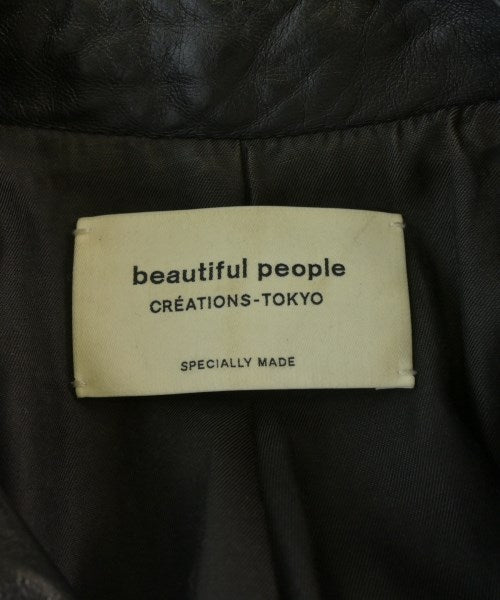 beautiful people
CRÉATIONS-TOKYO
SPECIALLY MADE